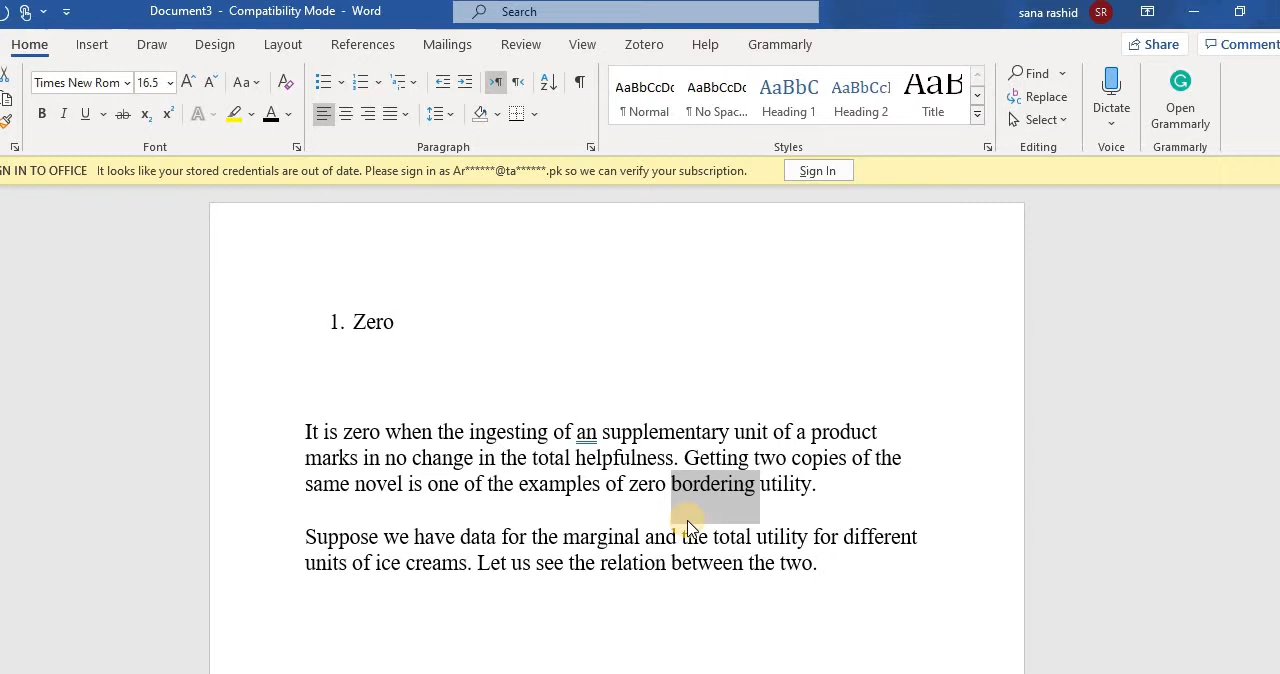 Document3 - Compatibility Mode - Word
Search
sana rashid
SR
Home Insert Draw Design Layout References Mailings Review View Zotero Help Grammarly
Share
Times New Rom 16.5
Aa
AaBbCcDc AaBbCcDc AaBbC AaBbCcI AaB
¶ Normal ¶ No Spac... Heading 1 Heading 2 Title
Find
Replace
Select
Dictate
Open
Grammarly
Font Paragraph Styles Editing Voice Grammarly
IN TO OFFICE It looks like your stored credentials are out of date. Please sign in as Ar******@ta******.pk so we can verify your subscription. Sign In
1. Zero
It is zero when the ingesting of an supplementary unit of a product
marks in no change in the total helpfulness. Getting two copies of the
same novel is one of the examples of zero bordering utility.
Suppose we have data for the marginal and the total utility for different
units of ice creams. Let us see the relation between the two.